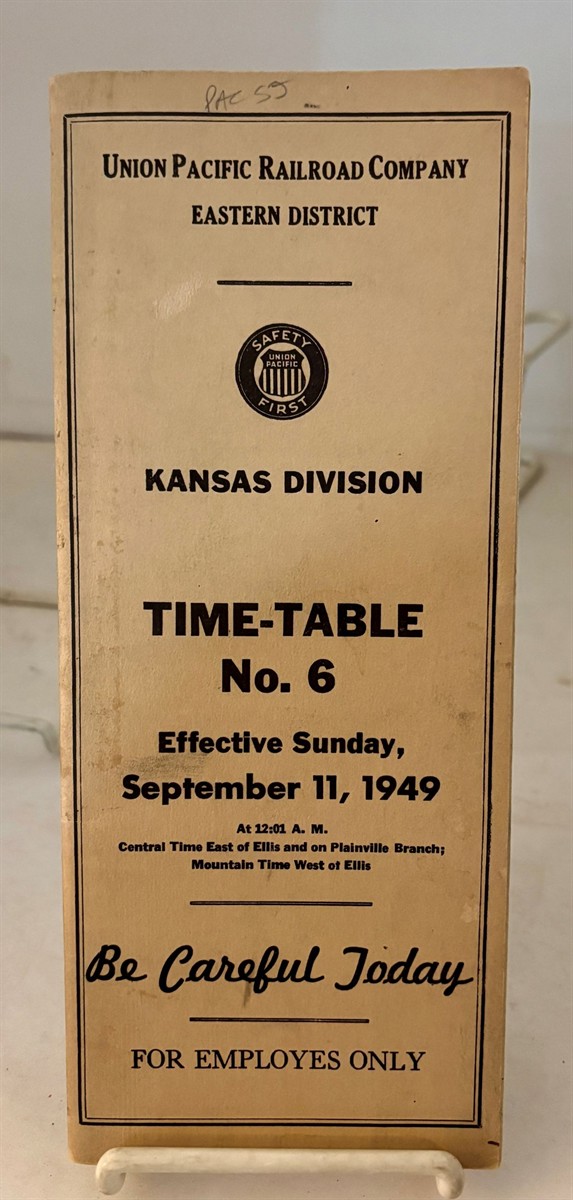 PAC 55
UNION PACIFIC RAILROAD COMPANY
EASTERN DISTRICT
SAFETY
UNION
PACIFIC
FIRST
KANSAS DIVISION
TIME-TABLE
No. 6
Effective Sunday,
September 11, 1949
At 12:01 A. M.
Central Time East of Ellis and on Plainville Branch;
Mountain Time West of Ellis
Be Careful Today
FOR EMPLOYES ONLY